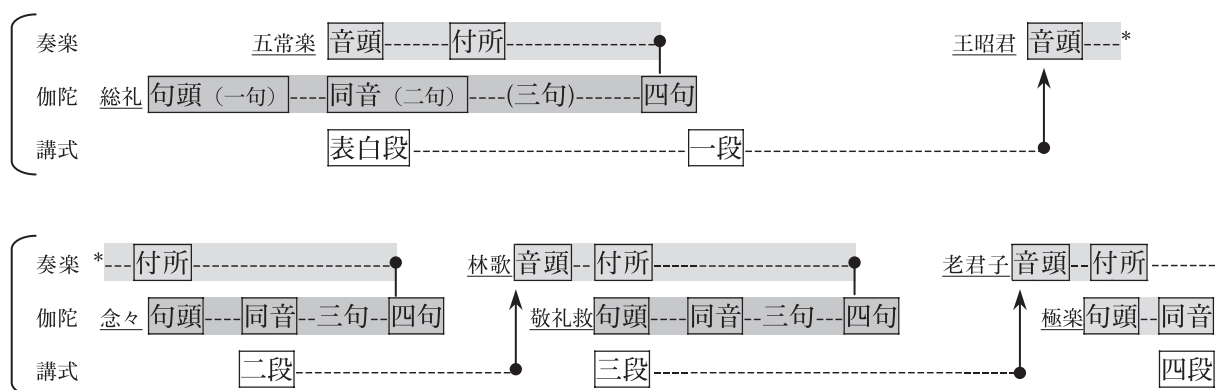 奏楽 五常楽 音頭 付所 王昭君 音頭 *
伽陀 総礼 句頭(一句) 同音(二句) (三句) 四句
講式 表白段 一段
奏楽 * 付所 林歌 音頭 付所 老君子 音頭 付所
伽陀 念々 句頭 同音 三句 四句 敬礼救 句頭 同音 三句 四句 極楽 句頭 同音
講式 二段 三段 四段